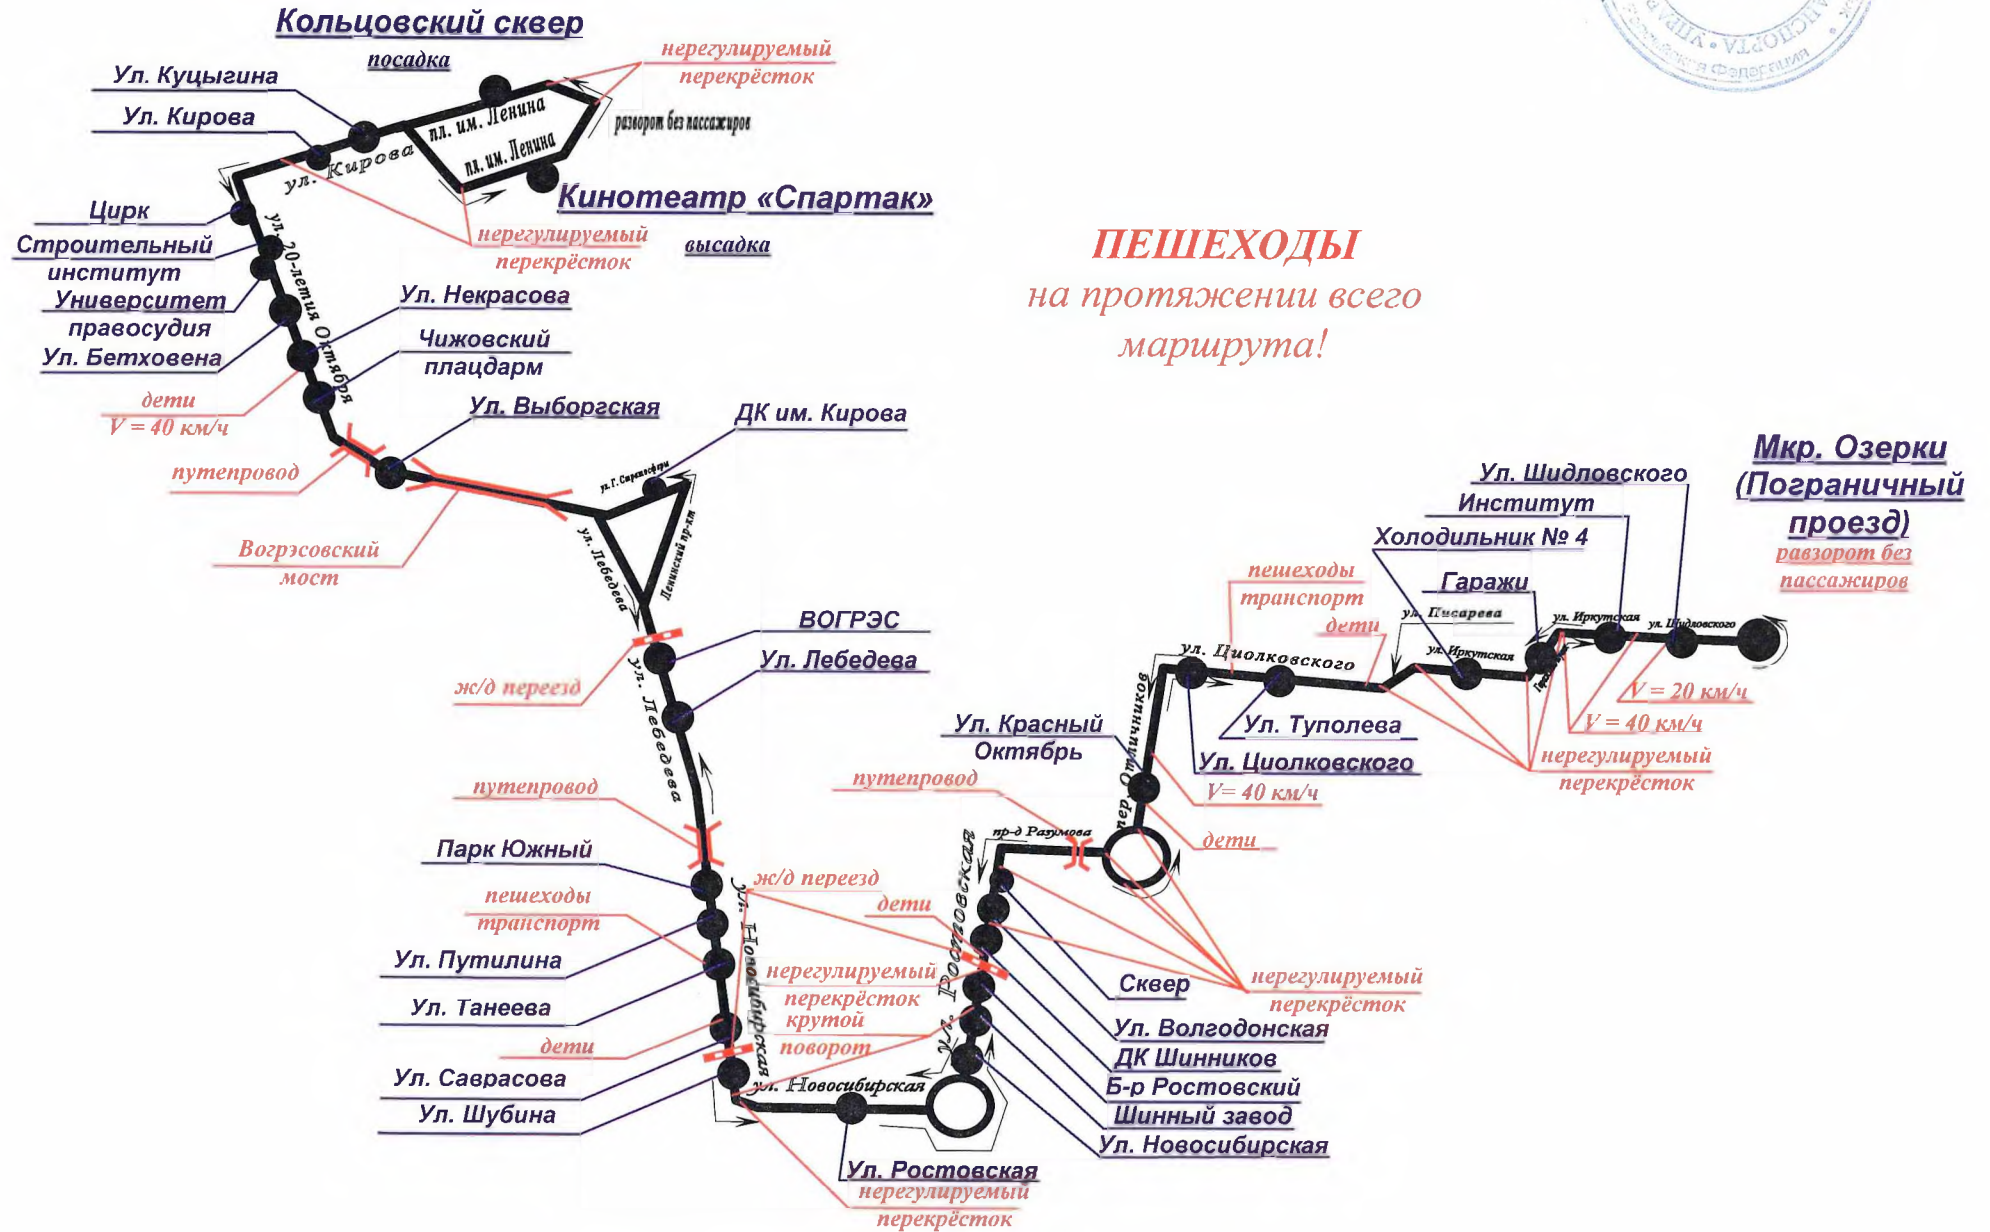 Кольцовский сквер
посадка
нерегулируемый
перекрёсток
Ул. Куцыгина
Ул. Кирова
пл. им. Ленина
пл. им. Ленина
разворот без пассажиров
ул. Кирова
Кинотеатр «Спартак»
высадка
нерегулируемый
перекрёсток
Цирк
Строительный
институт
Университет
правосудия
Ул. Бетховена
ул. 20-летия Октября
Ул. Некрасова
Чижовский
плацдарм
дети
V = 40 км/ч
ПЕШЕХОДЫ
на протяжении всего
маршрута!
Ул. Выборгская
ДК им. Кирова
путепровод
Вогрэсовский
мост
ул. Г. Стратосферы
ул. Лебедева
Ленинский пр-кт
ВОГРЭС
Ул. Лебедева
ж/д переезд
ул. Лебедева
путепровод
Парк Южный
пешеходы
транспорт
Ул. Путилина
Ул. Танеева
дети
Ул. Саврасова
Ул. Шубина
ул. Новосибирская
ж/д переезд
дети
нерегулируемый
перекрёсток
крутой
поворот
ул. Новосибирская
Ул. Ростовская
нерегулируемый
перекрёсток
ул. Ростовская
пр-д Разумова
путепровод
Ул. Красный
Октябрь
пер. Отличников
V= 40 км/ч
дети
нерегулируемый
перекрёсток
Сквер
Ул. Волгодонская
ДК Шинников
Б-р Ростовский
Шинный завод
Ул. Новосибирская
Мкр. Озерки
(Пограничный
проезд)
равзорот без
пассажиров
Ул. Шидловского
Институт
Холодильник № 4
Гаражи
пешеходы
транспорт
дети
ул. Писарева
ул. Иркутская
ул. Шидловского
ул. Циолковского
ул. Иркутская
V = 20 км/ч
V = 40 км/ч
Ул. Туполева
Ул. Циолковского
нерегулируемый
перекрёсток